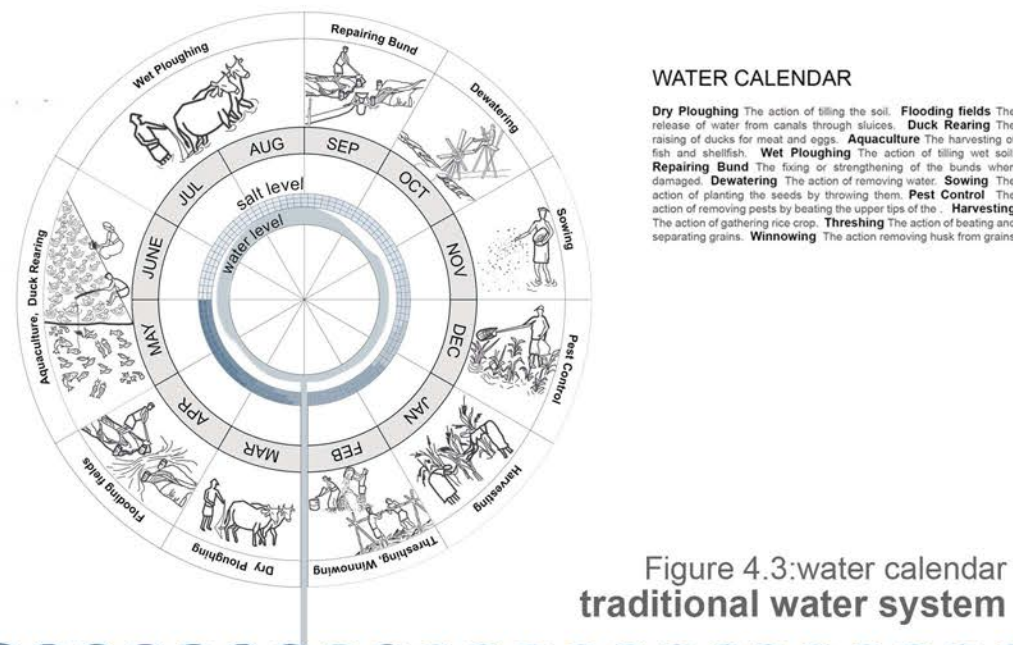 Wet Ploughing
Repairing Bund
Dewatering
Sowing
Pest Control
Harvesting
Threshing, Winnowing
Dry Ploughing
Flooding fields
Aquaculture, Duck Rearing
AUG
SEP
OCT
NOV
DEC
JAN
FEB
MAR
APR
MAY
JUNE
JUL
salt level
water level
WATER CALENDAR
Dry Ploughing The action of tilling the soil. Flooding fields The
release of water from canals through sluices. Duck Rearing The
raising of ducks for meat and eggs. Aquaculture The harvesting of
fish and shellfish. Wet Ploughing The action of tilling wet soil
Repairing Bund The fixing or strengthening of the bunds when
damaged. Dewatering The action of removing water. Sowing The
action of planting the seeds by throwing them. Pest Control The
action of removing pests by beating the upper tips of the . Harvesting
The action of gathering rice crop. Threshing The action of beating and
separating grains. Winnowing The action removing husk from grains
Figure 4.3:water calendar
traditional water system